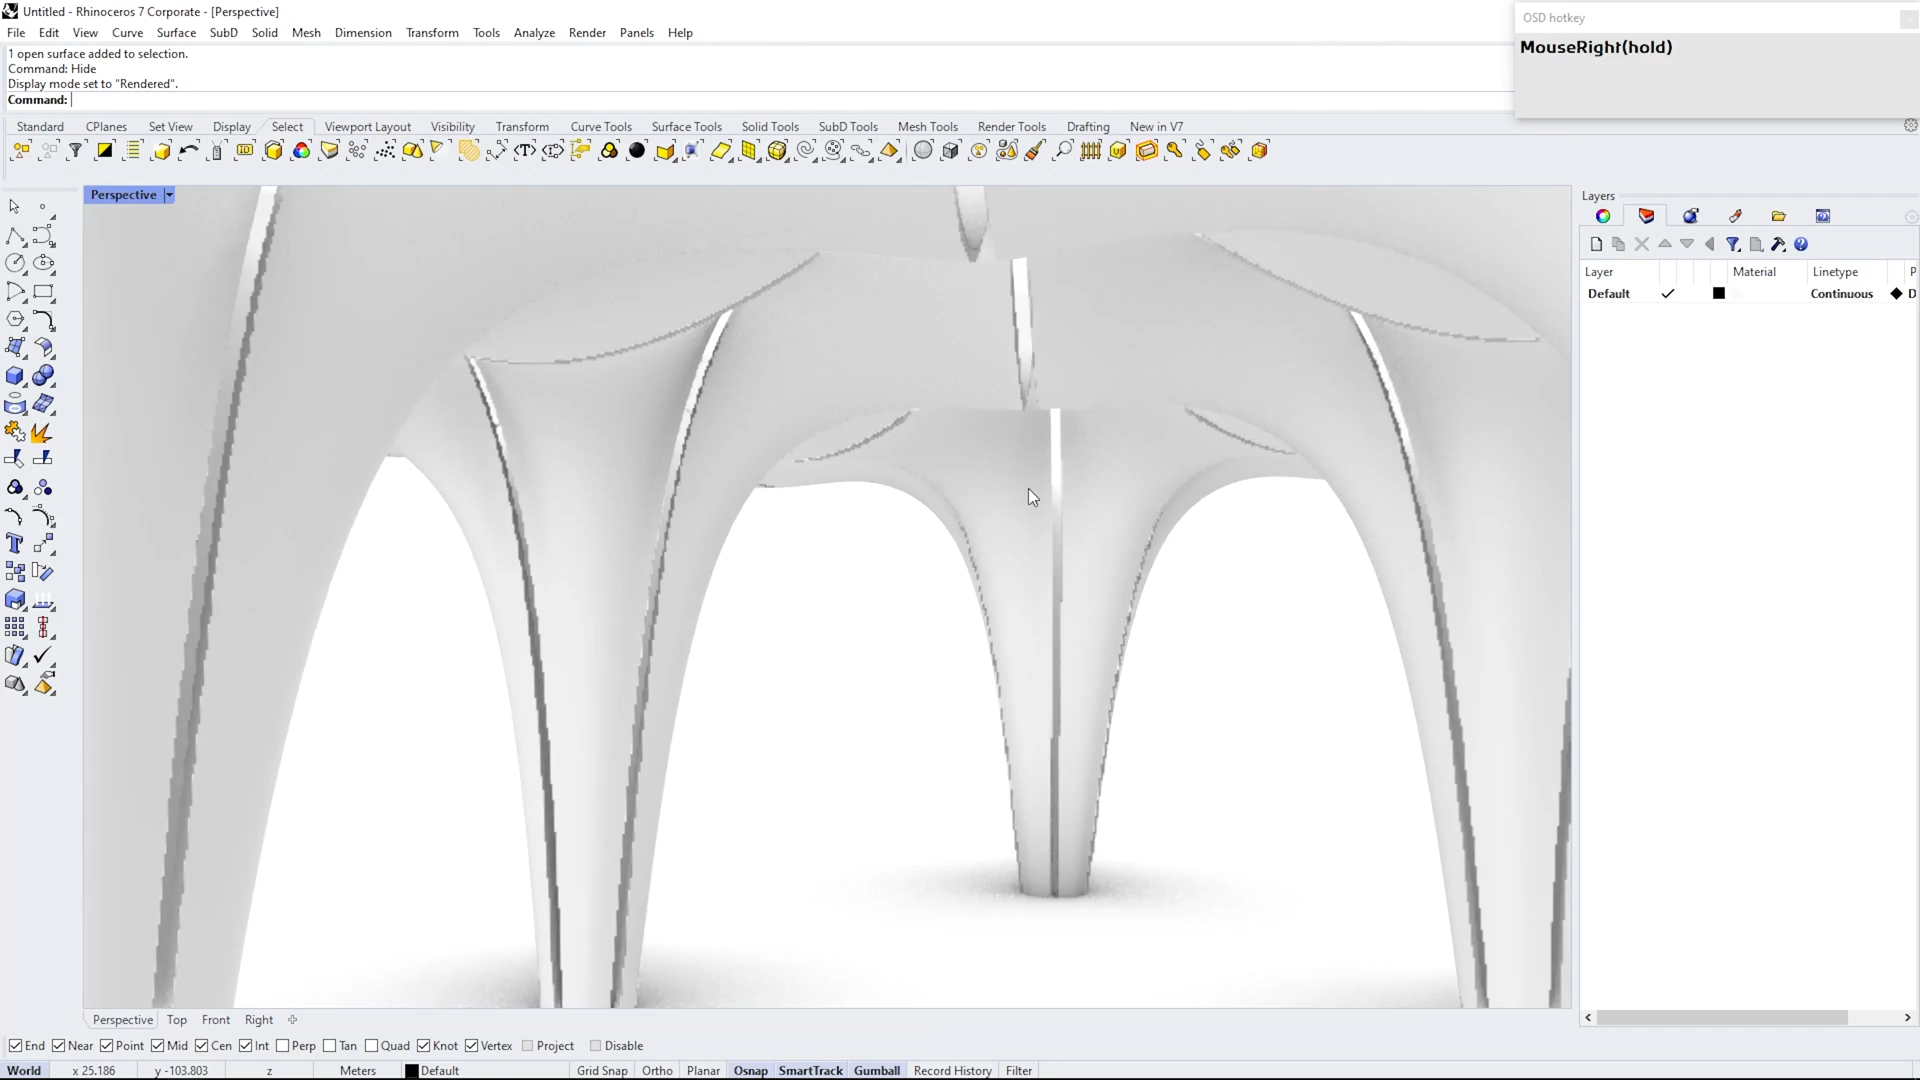 Untitled - Rhinoceros 7 Corporate - [Perspective]
OSD hotkey
File Edit View Curve Surface SubD Solid Mesh Dimension Transform Tools Analyze Render Panels Help
MouseRight(hold)
1 open surface added to selection.
Command: Hide
Display mode set to "Rendered".
Command:
Standard CPlanes Set View Display Select Viewport Layout Visibility Transform Curve Tools Surface Tools Solid Tools SubD Tools Mesh Tools Render Tools Drafting New in V7
Perspective
Layers
Layer Material Linetype P
Default Continuous D
Perspective Top Front Right
End Near Point Mid Cen Int Perp Tan Quad Knot Vertex Project Disable
World x 25.186 y -103.803 z Meters Default Grid Snap Ortho Planar Osnap SmartTrack Gumball Record History Filter